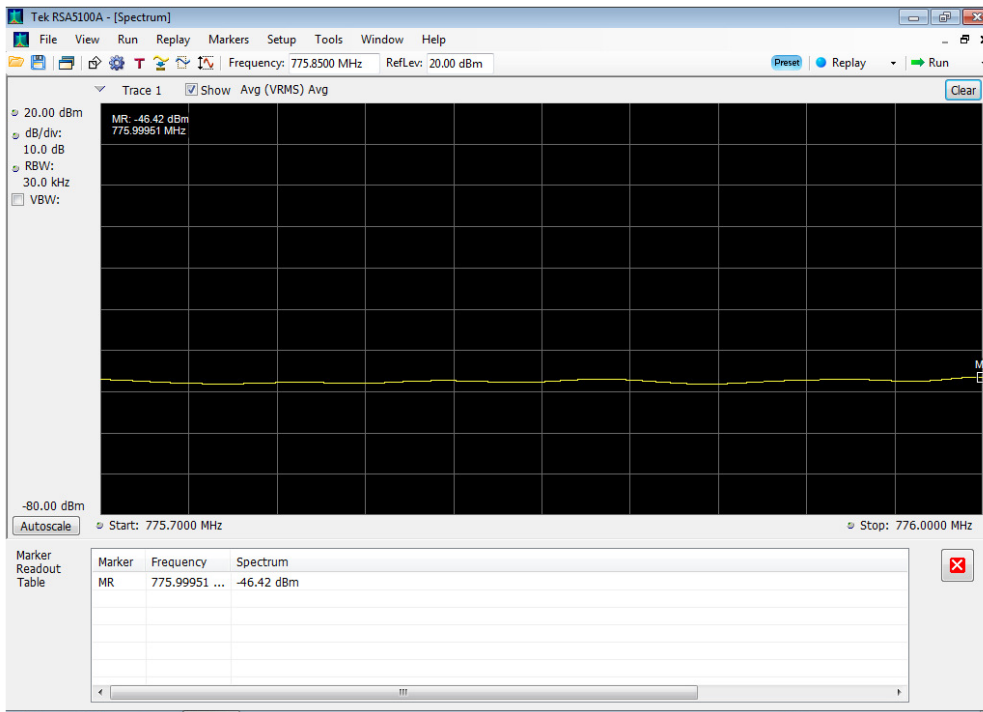 Tek RSA5100A - [Spectrum]
File View Run Replay Markers Setup Tools Window Help
T Frequency: 775.8500 MHz RefLev: 20.00 dBm Preset Replay Run
Trace 1 Show Avg (VRMS) Avg Clear
20.00 dBm
dB/div:
10.0 dB
RBW:
30.0 kHz
VBW:
MR: -46.42 dBm
775.99951 MHz
M
-80.00 dBm
Autoscale Start: 775.7000 MHz Stop: 776.0000 MHz
Marker
Readout
Table
Marker Frequency Spectrum
MR 775.99951 ... -46.42 dBm